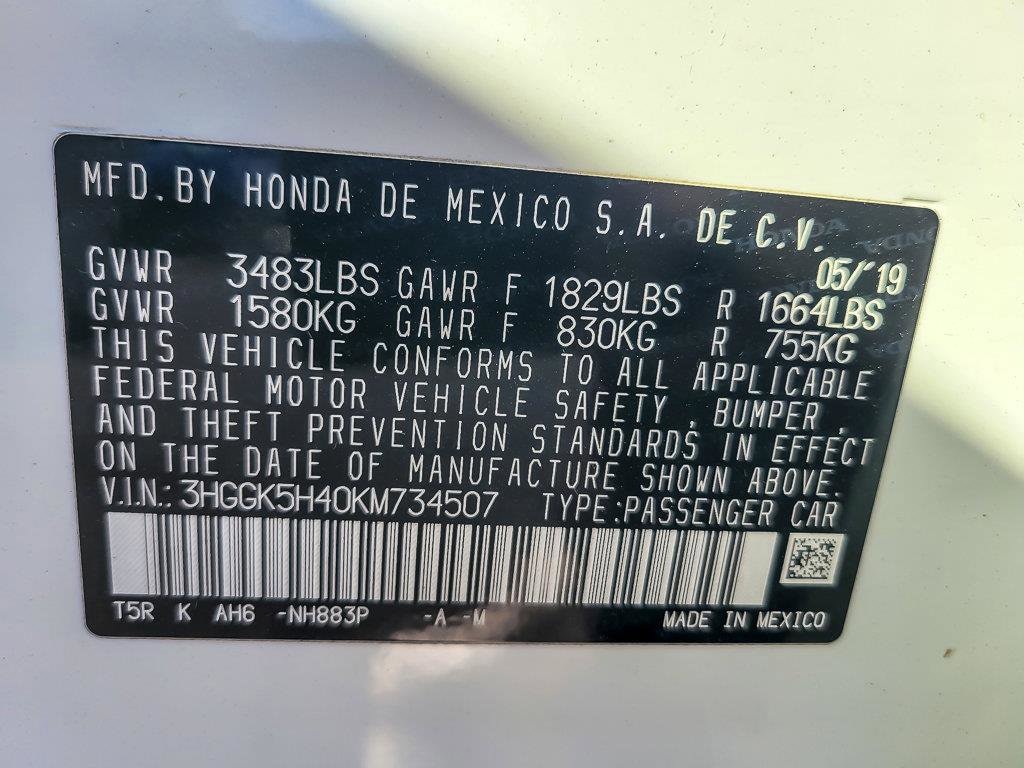 MFD. BY HONDA DE MEXICO S.A. DE C.V.
05/'19
GVWR 3483LBS GAWR F 1829LBS R 1664LBS
GVWR 1580KG GAWR F 830KG R 755KG
THIS VEHICLE CONFORMS TO ALL APPLICABLE
FEDERAL MOTOR VEHICLE SAFETY, BUMPER,
AND THEFT PREVENTION STANDARDS IN EFFECT
ON THE DATE OF MANUFACTURE SHOWN ABOVE.
V.I.N.: 3HGGK5H40KM734507 TYPE:PASSENGER CAR
T5R K AH6 -NH883P -A -M MADE IN MEXICO